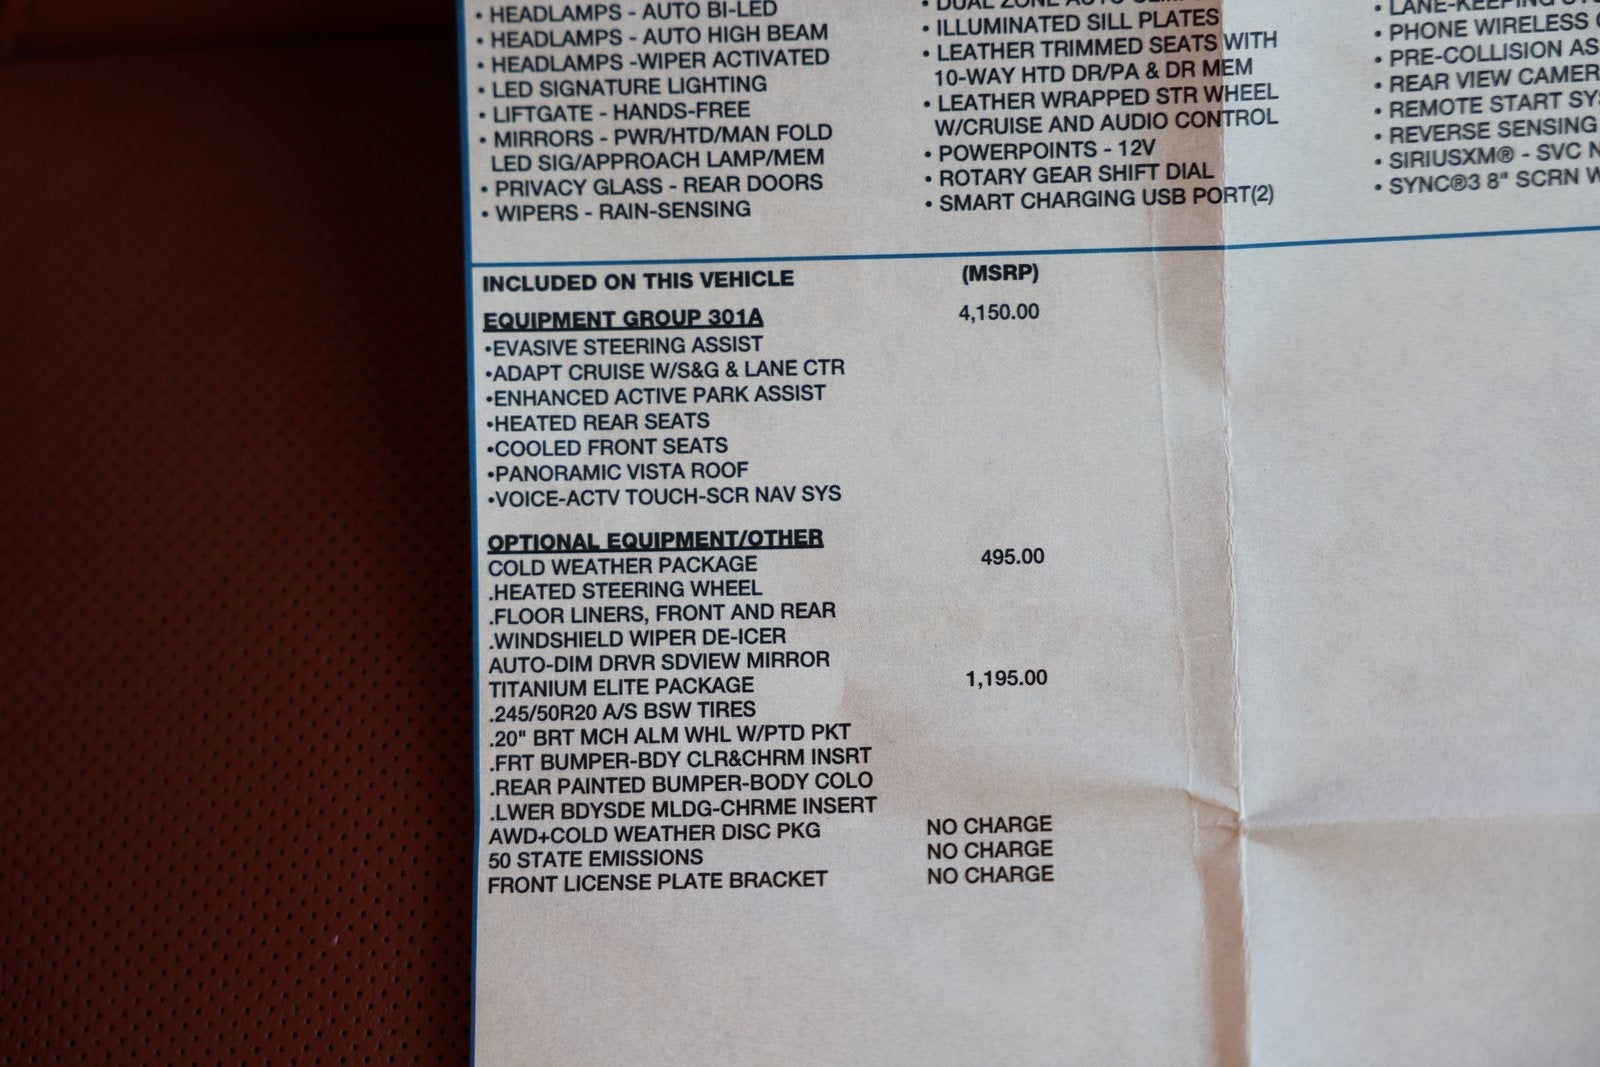 • HEADLAMPS - AUTO BI-LED
• HEADLAMPS - AUTO HIGH BEAM
• HEADLAMPS -WIPER ACTIVATED
• LED SIGNATURE LIGHTING
• LIFTGATE - HANDS-FREE
• MIRRORS - PWR/HTD/MAN FOLD
LED SIG/APPROACH LAMP/MEM
• PRIVACY GLASS - REAR DOORS
• WIPERS - RAIN-SENSING
• DUAL ZONE AUTO
• ILLUMINATED SILL PLATES
• LEATHER TRIMMED SEATS WITH
10-WAY HTD DR/PA & DR MEM
• LEATHER WRAPPED STR WHEEL
W/CRUISE AND AUDIO CONTROL
• POWERPOINTS - 12V
• ROTARY GEAR SHIFT DIAL
• SMART CHARGING USB PORT(2)
• LANE-KEEPING
• PHONE WIRELESS
• PRE-COLLISION AS
• REAR VIEW CAMER
• REMOTE START SY
• REVERSE SENSING
• SIRIUSXM® - SVC N
• SYNC®3 8" SCRN W
INCLUDED ON THIS VEHICLE (MSRP)
EQUIPMENT GROUP 301A 4,150.00
•EVASIVE STEERING ASSIST
•ADAPT CRUISE W/S&G & LANE CTR
•ENHANCED ACTIVE PARK ASSIST
•HEATED REAR SEATS
•COOLED FRONT SEATS
•PANORAMIC VISTA ROOF
•VOICE-ACTV TOUCH-SCR NAV SYS
OPTIONAL EQUIPMENT/OTHER
COLD WEATHER PACKAGE 495.00
.HEATED STEERING WHEEL
.FLOOR LINERS, FRONT AND REAR
.WINDSHIELD WIPER DE-ICER
AUTO-DIM DRVR SDVIEW MIRROR
TITANIUM ELITE PACKAGE 1,195.00
.245/50R20 A/S BSW TIRES
.20" BRT MCH ALM WHL W/PTD PKT
.FRT BUMPER-BDY CLR&CHRM INSRT
.REAR PAINTED BUMPER-BODY COLO
.LWER BDYSDE MLDG-CHRME INSERT
AWD+COLD WEATHER DISC PKG NO CHARGE
50 STATE EMISSIONS NO CHARGE
FRONT LICENSE PLATE BRACKET NO CHARGE